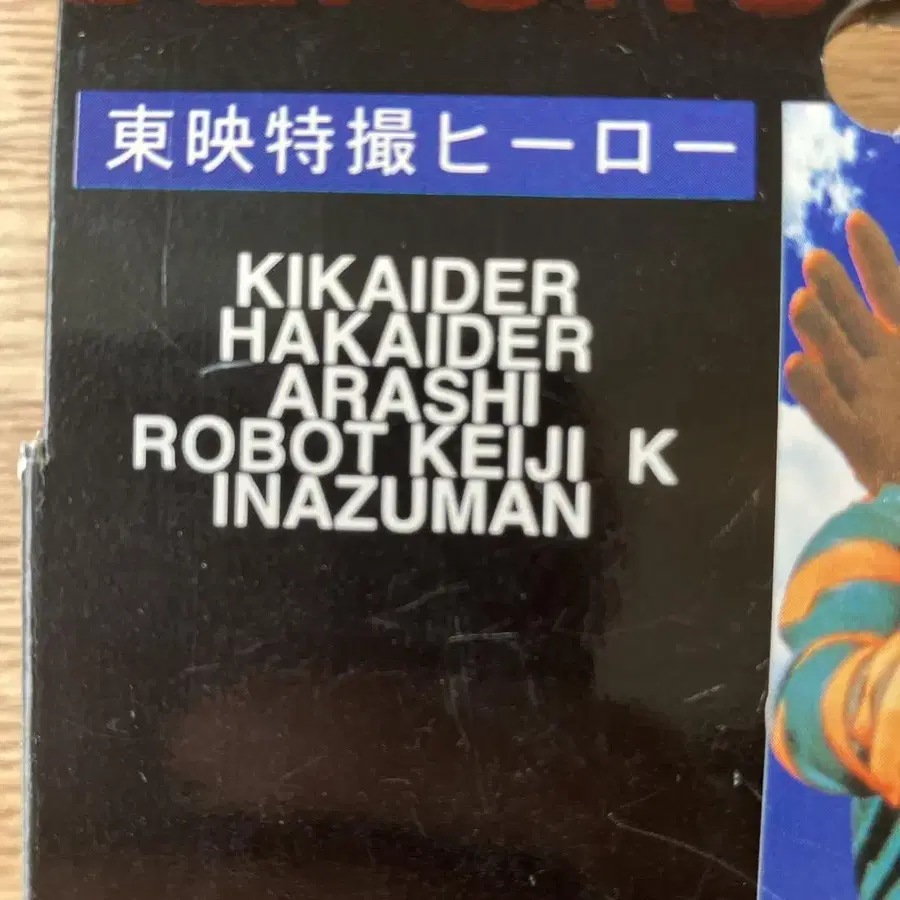 東映特撮ヒーロー
KIKAIDER
HAKAIDER
ARASHI
ROBOT KEIJI K
INAZUMAN